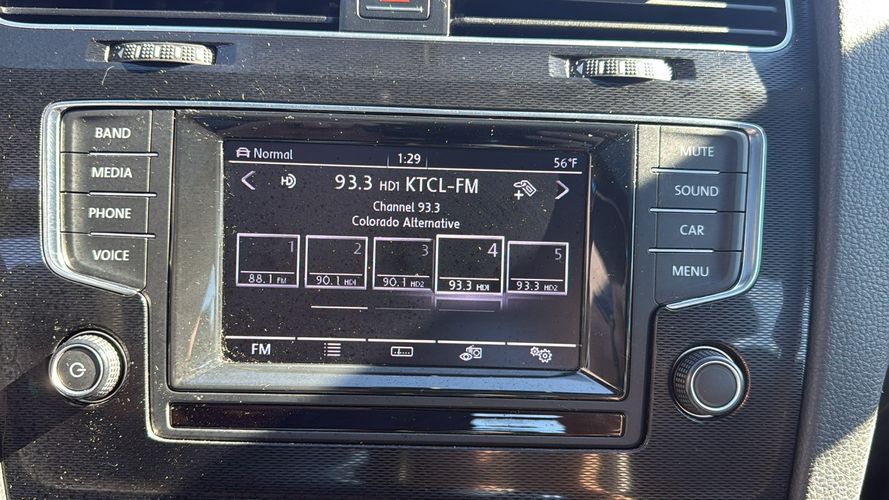 BAND
MEDIA
PHONE
VOICE
Normal 1:29 56°F
93.3 HD1 KTCL-FM
Channel 93.3
Colorado Alternative
1 2 3 4 5
88.1 FM 90.1 HD1 90.1 HD2 93.3 HD1 93.3 HD2
FM
MUTE
SOUND
CAR
MENU